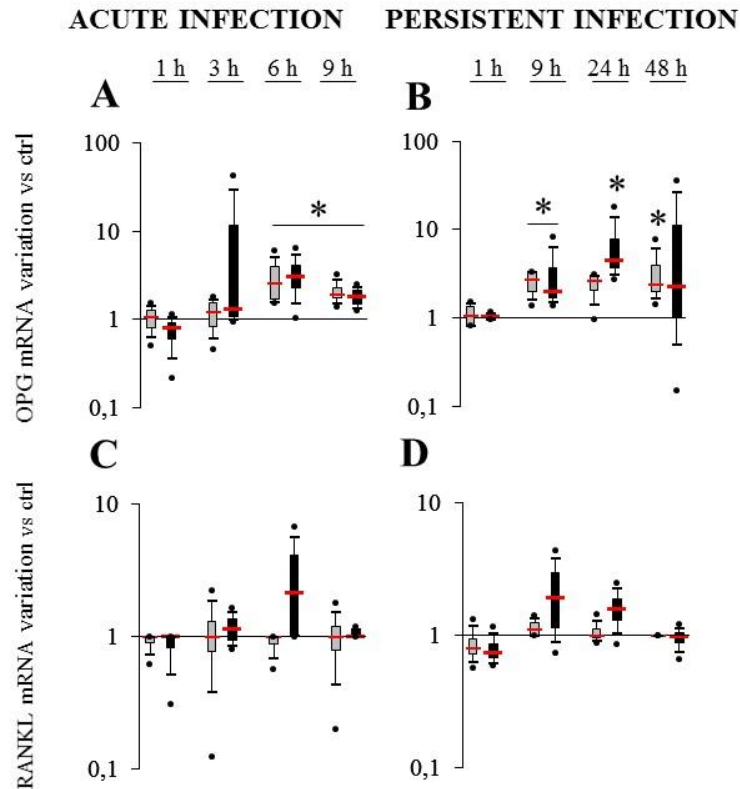 ACUTE INFECTION PERSISTENT INFECTION
1 h 3 h 6 h 9 h 1 h 9 h 24 h 48 h
A B
OPG mRNA variation vs ctrl
100 100
* * * *
10 10
1 1
0,1 0,1
C D
RANKL mRNA variation vs ctrl
10 10
1 1
0,1 0,1